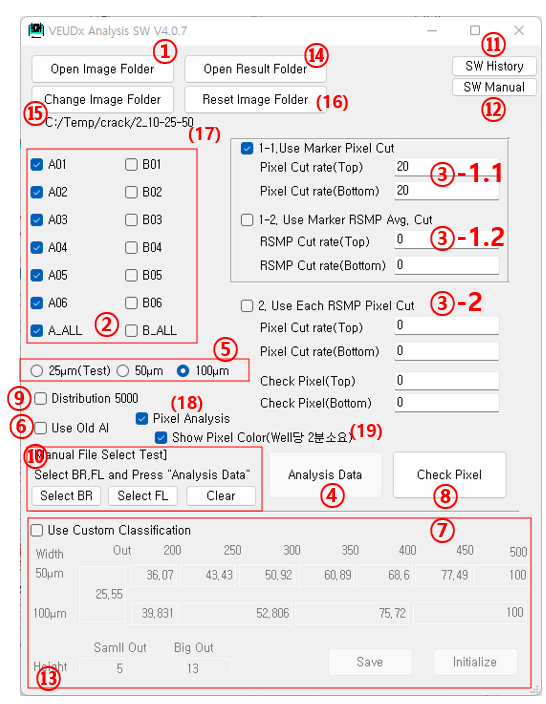 VEUDx Analysis SW V4.0.7
① ⑭ ⑪
Open Image Folder Open Result Folder SW History
Change Image Folder Reset Image Folder (16) SW Manual
⑮ ⑫
C:/Temp/crack/2_10-25-50
(17)
A01 B01
A02 B02
A03 B03
A04 B04
A05 B05
A06 B06
A_ALL ② B_ALL
1-1.Use Marker Pixel Cut
Pixel Cut rate(Top) 20 ③-1.1
Pixel Cut rate(Bottom) 20
1-2. Use Marker RSMP Avg. Cut
RSMP Cut rate(Top) 0 ③-1.2
RSMP Cut rate(Bottom) 0
2. Use Each RSMP Pixel Cut ③-2
Pixel Cut rate(Top) 0
Pixel Cut rate(Bottom) 0
Check Pixel(Top) 0
Check Pixel(Bottom) 0
⑤
25μm(Test) 50μm 100μm
⑨ Distribution 5000
(18)
Pixel Analysis
⑥ Use Old AI
Show Pixel Color(Well당 2분소요) (19)
⑩ Manual File Select Test]
Select BR,FL and Press "Analysis Data"
Select BR Select FL Clear
Analysis Data Check Pixel
④ ⑧
Use Custom Classification ⑦
Width Out 200 250 300 350 400 450 500
50μm 36,07 43,43 50,92 60,89 68,6 77,49 100
25,55
100μm 39,831 52,806 75,72 100
Samll Out Big Out
Height 5 13 Save Initialize
⑬